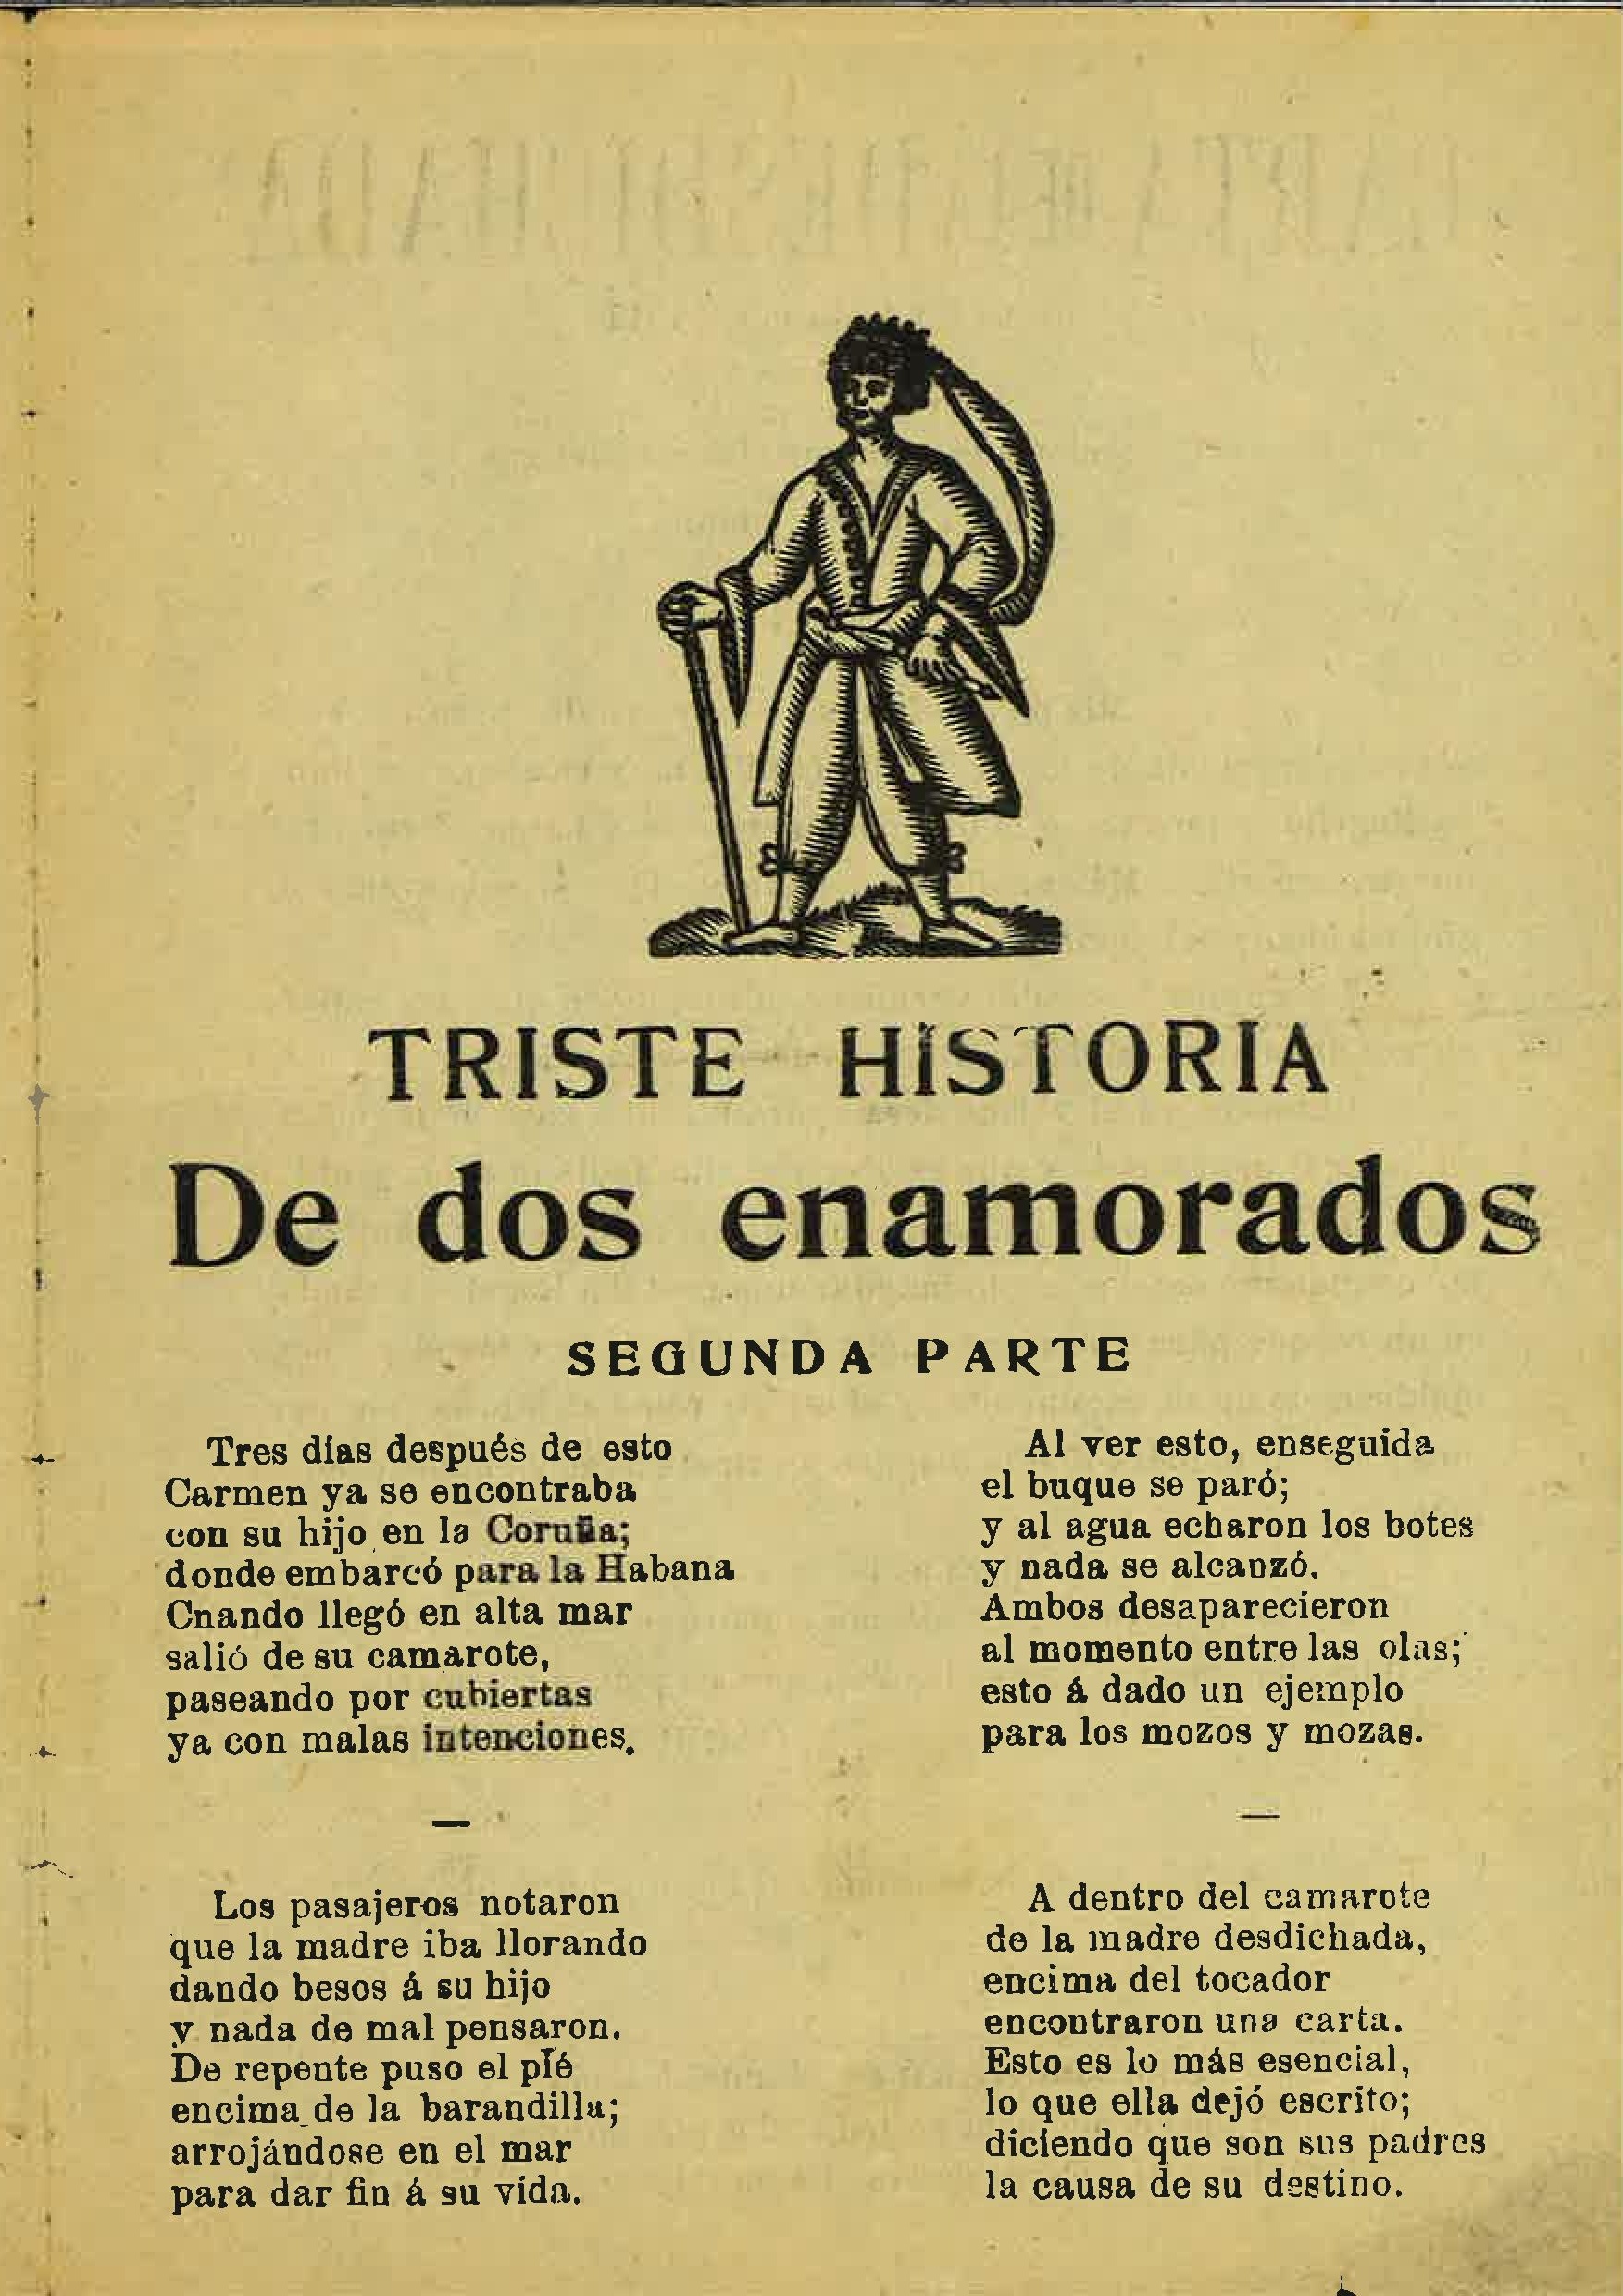 TRISTE HISTORIA
De dos enamorados
SEGUNDA PARTE
Tres días después de esto
Carmen ya se encontraba
con su hijo en la Coruña;
donde embarcó para la Habana
Cnando llegó en alta mar
salió de su camarote,
paseando por cubiertas
ya con malas intenciones.
Los pasajeros notaron
que la madre iba llorando
dando besos á su hijo
y nada de mal pensaron.
De repente puso el pié
encima de la barandilla;
arrojándose en el mar
para dar fin á su vida.
Al ver esto, enseguida
el buque se paró;
y al agua echaron los botes
y nada se alcanzó.
Ambos desaparecieron
al momento entre las olas;
esto á dado un ejemplo
para los mozos y mozas.
A dentro del camarote
de la madre desdichada,
encima del tocador
encontraron una carta.
Esto es lo más esencial,
lo que ella dejó escrito;
diciendo que son sus padres
la causa de su destino.